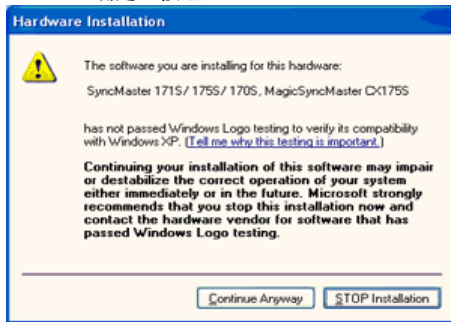 Hardware Installation
The software you are installing for this hardware:
SyncMaster 171S/ 175S/ 170S, MagicSyncMaster CX175S
has not passed Windows Logo testing to verify its compatibility
with Windows XP. (Tell me why this testing is important.)
Continuing your installation of this software may impair
or destabilize the correct operation of your system
either immediately or in the future. Microsoft strongly
recommends that you stop this installation now and
contact the hardware vendor for software that has
passed Windows Logo testing.
Continue Anyway
STOP Installation